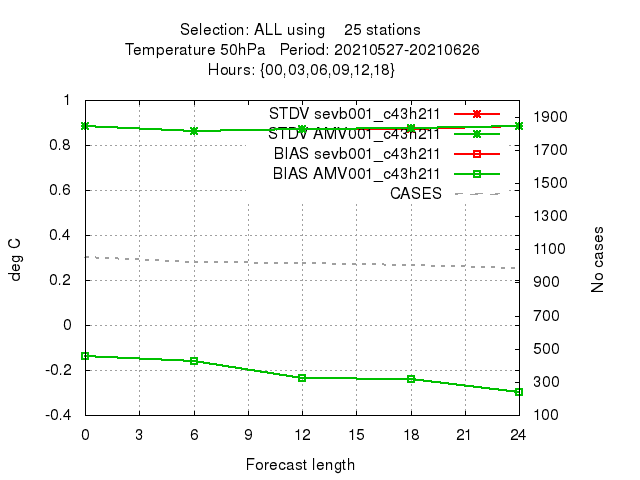 Selection: ALL using 25 stations
Temperature 50hPa Period: 20210527-20210626
Hours: {00,03,06,09,12,18}
STDV sevb001_c43h211
STDV AMV001_c43h211
BIAS sevb001_c43h211
BIAS AMV001_c43h211
CASES
1
0.8
0.6
0.4
0.2
0
-0.2
-0.4
deg C
1900
1700
1500
1300
1100
900
700
500
300
100
No cases
0 3 6 9 12 15 18 21 24
Forecast length